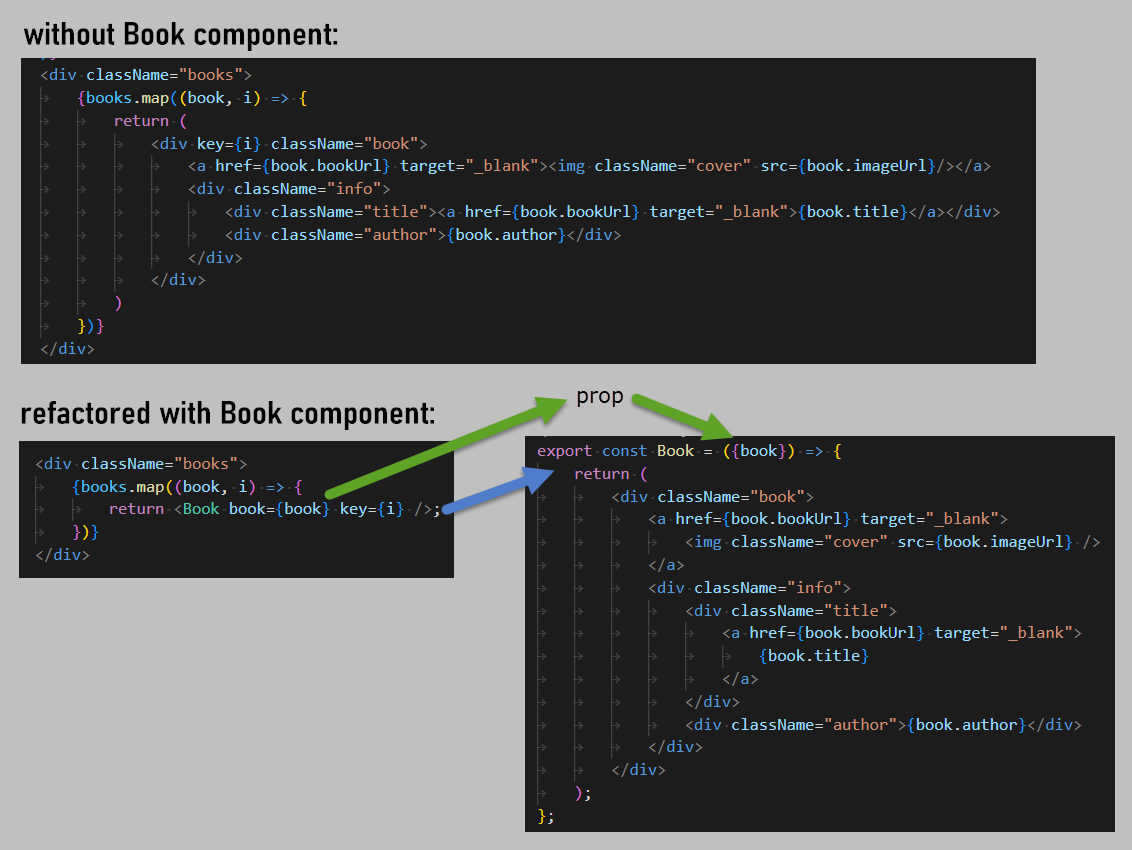 without Book component:
<div className="books">
{books.map((book, i) => {
return (
<div key={i} className="book">
<a href={book.bookUrl} target="_blank"><img className="cover" src={book.imageUrl}/></a>
<div className="info">
<div className="title"><a href={book.bookUrl} target="_blank">{book.title}</a></div>
<div className="author">{book.author}</div>
</div>
</div>
)
})}
</div>
refactored with Book component:
<div className="books">
{books.map((book, i) => {
return <Book book={book} key={i} />;
})}
</div>
prop
export const Book = ({book}) => {
return (
<div className="book">
<a href={book.bookUrl} target="_blank">
<img className="cover" src={book.imageUrl} />
</a>
<div className="info">
<div className="title">
<a href={book.bookUrl} target="_blank">
{book.title}
</a>
</div>
<div className="author">{book.author}</div>
</div>
</div>
);
};